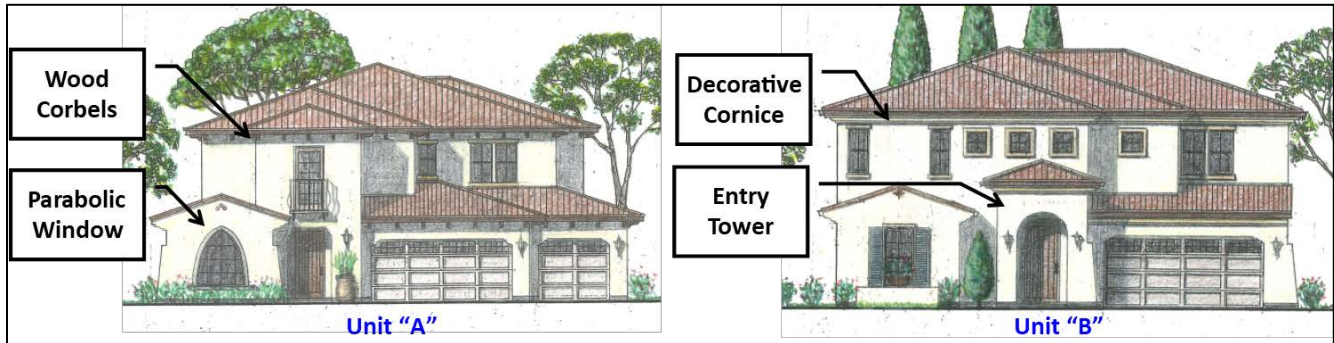 Wood
Corbels
Parabolic
Window
Unit “A”
Decorative
Cornice
Entry
Tower
Unit “B”